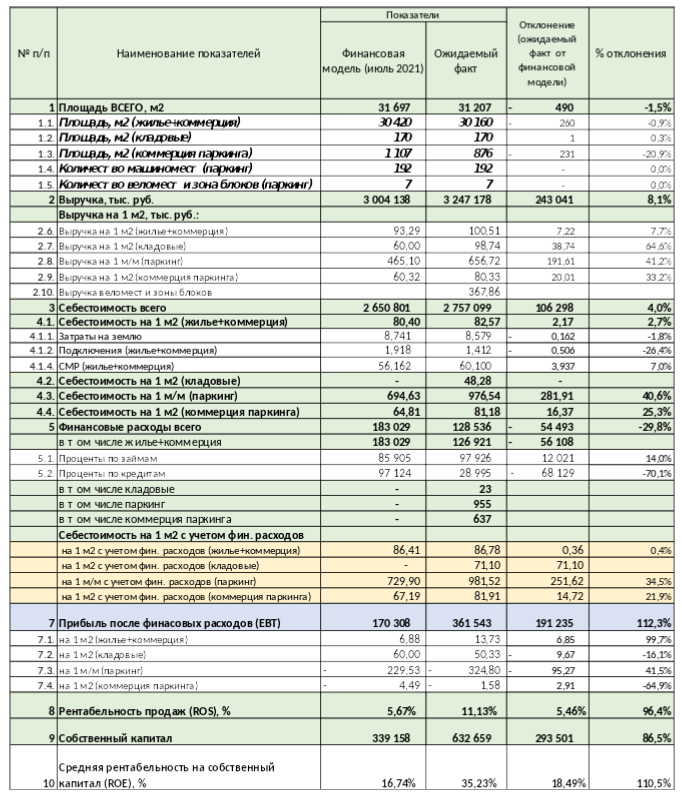 Показатели
№ п/п Наименование показателей Финансовая модель (июль 2021) Ожидаемый факт Отклонение (ожидаемый факт от финансовой модели) % отклонения
1 Площадь ВСЕГО, м2 31 697 31 207 - 490 -1,5%
1.1. Площадь, м2 (жилье+коммерция) 30 420 30 160 - 260 -0,9%
1.2. Площадь, м2 (кладовые) 170 170 1 0,3%
1.3. Площадь, м2 (коммерция паркинга) 1 107 876 - 231 -20,9%
1.4. Количест во машиномест (паркинг) 192 192 - 0,0%
1.5. Количест во веломест и зона блоков (паркинг) 7 7 - 0,0%
2 Выручка, тыс. руб. 3 004 138 3 247 178 243 041 8,1%
Выручка на 1 м2, тыс. руб.:
2.6. Выручка на 1 м2 (жилье+коммерция) 93,29 100,51 7,22 7,7%
2.7. Выручка на 1 м2 (кладовые) 60,00 98,74 38,74 64,6%
2.8. Выручка на 1 м/м (паркинг) 465,10 656,72 191,61 41,2%
2.9. Выручка на 1 м2 (коммерция паркинга) 60,32 80,33 20,01 33,2%
2.10. Выручка веломест и зоны блоков 367,86
3 Себестоимость всего 2 650 801 2 757 099 106 298 4,0%
4.1. Себестоимость на 1 м2 (жилье+коммерция) 80,40 82,57 2,17 2,7%
4.1.1. Затраты на землю 8,741 8,579 - 0,162 -1,8%
4.1.2. Подключения (жилье+коммерция) 1,918 1,412 - 0,506 -26,4%
4.1.4. СМР (жилье+коммерция) 56,162 60,100 3,937 7,0%
4.2. Себестоимость на 1 м2 (кладовые) - 48,28 -
4.3. Себестоимость на 1 м/м (паркинг) 694,63 976,54 281,91 40,6%
4.4. Себестоимость на 1 м2 (коммерция паркинга) 64,81 81,18 16,37 25,3%
5 Финансовые расходы всего 183 029 128 536 - 54 493 -29,8%
в т ом числе жилье+коммерция 183 029 126 921 - 56 108
5.1. Проценты по займам 85 905 97 926 12 021 14,0%
5.2. Проценты по кредитам 97 124 28 995 - 68 129 -70,1%
в т ом числе кладовые - 23
в т ом числе паркинг - 955
в т ом числе коммерция паркинга - 637
Себестоимость на 1 м2 с учетом фин. расходов
на 1 м2 с учетом фин. расходов (жилье+коммерция) 86,41 86,78 0,36 0,4%
на 1 м2 с учетом фин. расходов (кладовые) - 71,10 71,10
на 1 м/м с учетом фин. расходов (паркинг) 729,90 981,52 251,62 34,5%
на 1 м2 с учетом фин. расходов (коммерция паркинга) 67,19 81,91 14,72 21,9%
7 Прибыль после финасовых расходов (EBT) 170 308 361 543 191 235 112,3%
7.1. на 1 м2 (жилье+коммерция) 6,88 13,73 6,85 99,7%
7.2. на 1 м2 (кладовые) 60,00 50,33 - 9,67 -16,1%
7.3. на 1 м/м (паркинг) - 229,53 - 324,80 - 95,27 41,5%
7.4. на 1 м2 (коммерция паркинга) - 4,49 - 1,58 2,91 -64,9%
8 Рентабельность продаж (ROS), % 5,67% 11,13% 5,46% 96,4%
9 Собственный капитал 339 158 632 659 293 501 86,5%
Средняя рентабельность на собственный
10 капитал (ROE), % 16,74% 35,23% 18,49% 110,5%